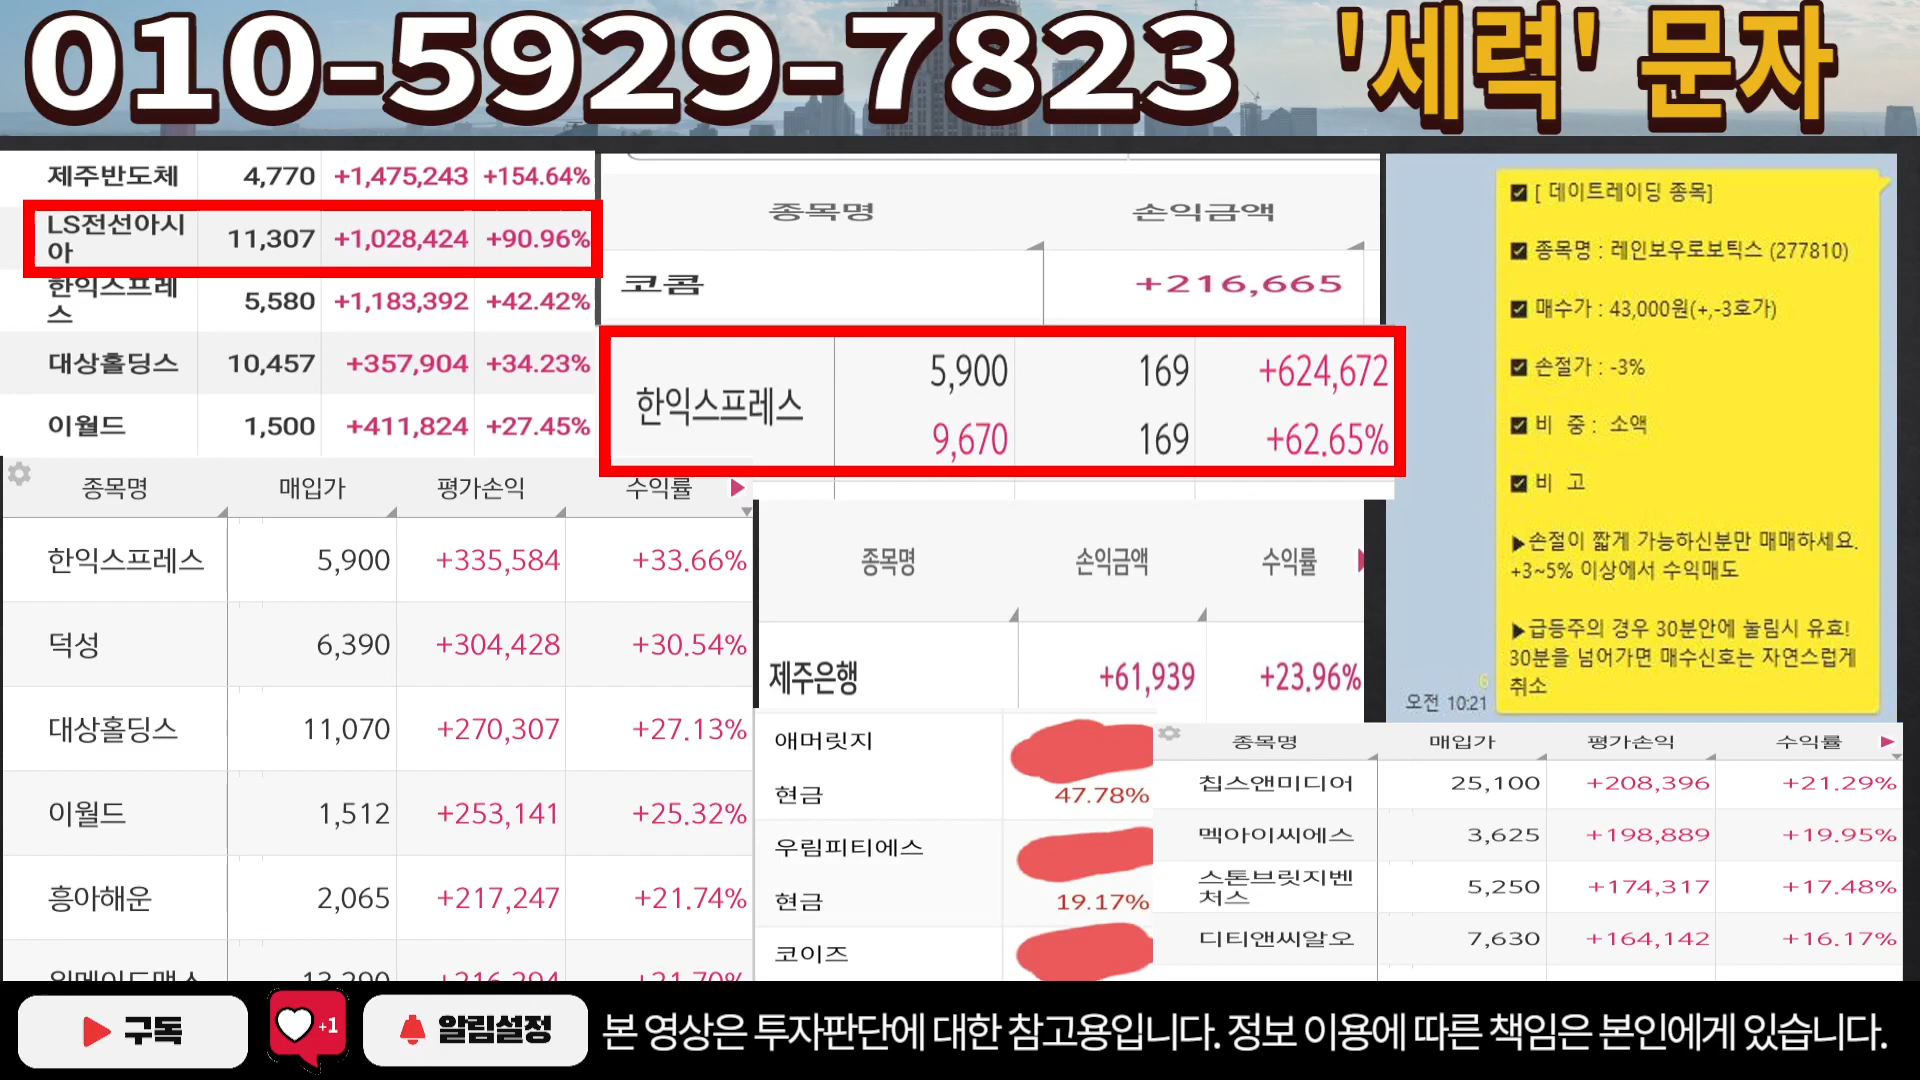 010-5929-7823 '세력' 문자
제주반도체 4,770 +1,475,243 +154.64%
LS전선아시아 11,307 +1,028,424 +90.96%
한익스프레스 5,580 +1,183,392 +42.42%
대상홀딩스 10,457 +357,904 +34.23%
이월드 1,500 +411,824 +27.45%
종목명 손익금액
코콤 +216,665
한익스프레스 5,900 169 +624,672
9,670 169 +62.65%
☑ [ 데이트레이딩 종목]
☑ 종목명 : 레인보우로보틱스 (277810)
☑ 매수가 : 43,000원(+,-3호가)
☑ 손절가 : -3%
☑ 비 중 : 소액
☑ 비 고
▶손절이 짧게 가능하신분만 매매하세요.
+3~5% 이상에서 수익매도
▶급등주의 경우 30분안에 눌림시 유효!
30분을 넘어가면 매수신호는 자연스럽게
취소
6
오전 10:21
종목명 매입가 평가손익 수익률
한익스프레스 5,900 +335,584 +33.66%
덕성 6,390 +304,428 +30.54%
대상홀딩스 11,070 +270,307 +27.13%
이월드 1,512 +253,141 +25.32%
흥아해운 2,065 +217,247 +21.74%
종목명 손익금액 수익률
제주은행 +61,939 +23.96%
애머릿지
현금 47.78%
우림피티에스
현금 19.17%
코이즈
종목명 매입가 평가손익 수익률
칩스앤미디어 25,100 +208,396 +21.29%
멕아이씨에스 3,625 +198,889 +19.95%
스톤브릿지벤처스 5,250 +174,317 +17.48%
디티앤씨알오 7,630 +164,142 +16.17%
구독 +1 알림설정 본 영상은 투자판단에 대한 참고용입니다. 정보 이용에 따른 책임은 본인에게 있습니다.